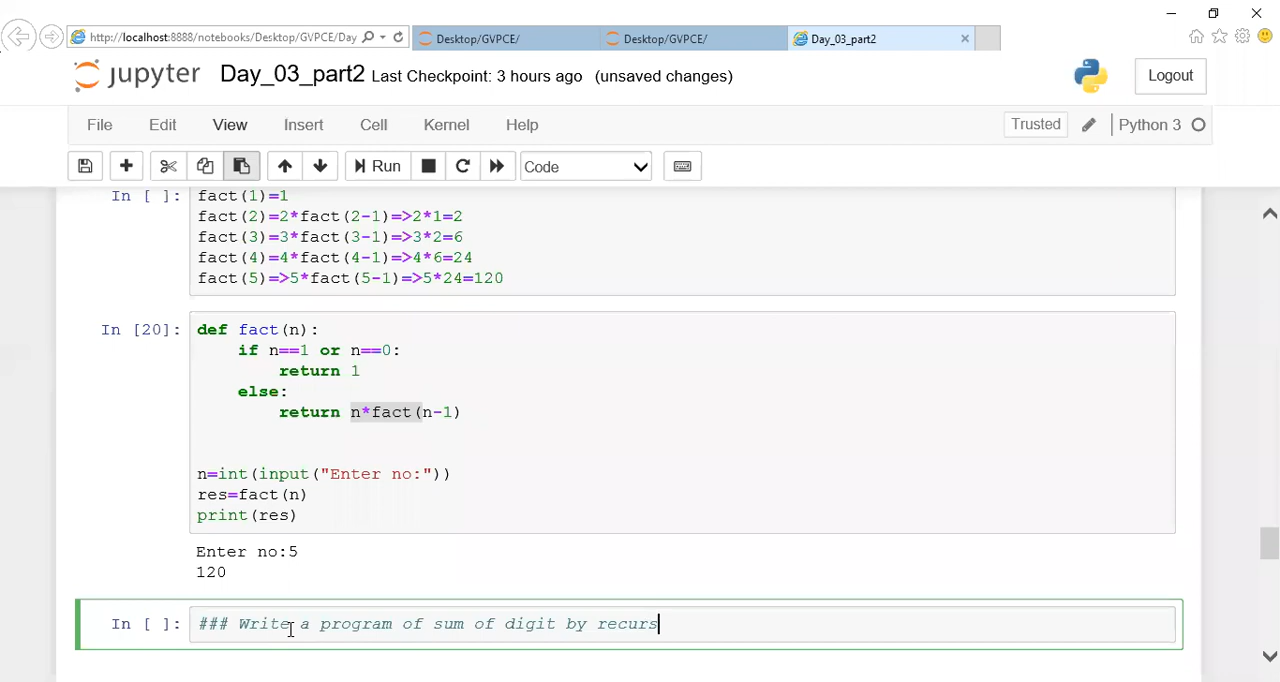 http://localhost:8888/notebooks/Desktop/GVPCE/Day
Desktop/GVPCE/
Desktop/GVPCE/
Day_03_part2
jupyter Day_03_part2 Last Checkpoint: 3 hours ago (unsaved changes)
Logout
File Edit View Insert Cell Kernel Help
Trusted
Python 3
Run
Code
In [ ]: fact(1)=1
fact(2)=2*fact(2-1)=>2*1=2
fact(3)=3*fact(3-1)=>3*2=6
fact(4)=4*fact(4-1)=>4*6=24
fact(5)=>5*fact(5-1)=>5*24=120
In [20]: def fact(n):
if n==1 or n==0:
return 1
else:
return n*fact(n-1)
n=int(input("Enter no:"))
res=fact(n)
print(res)
Enter no:5
120
In [ ]: ### Write a program of sum of digit by recurs